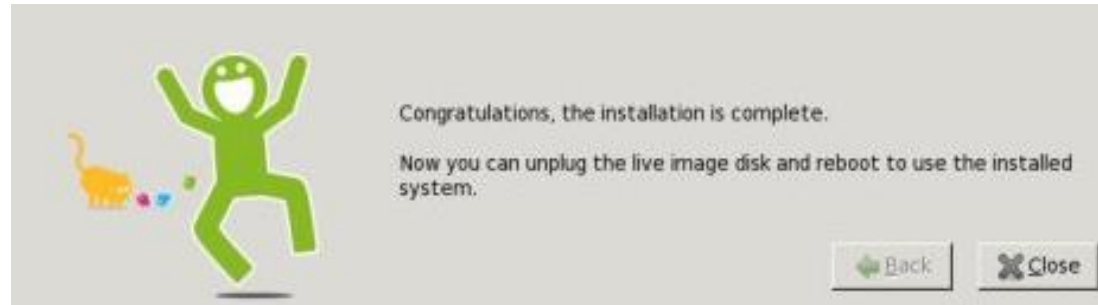 Congratulations, the installation is complete.
Now you can unplug the live image disk and reboot to use the installed
system.
Back
Close